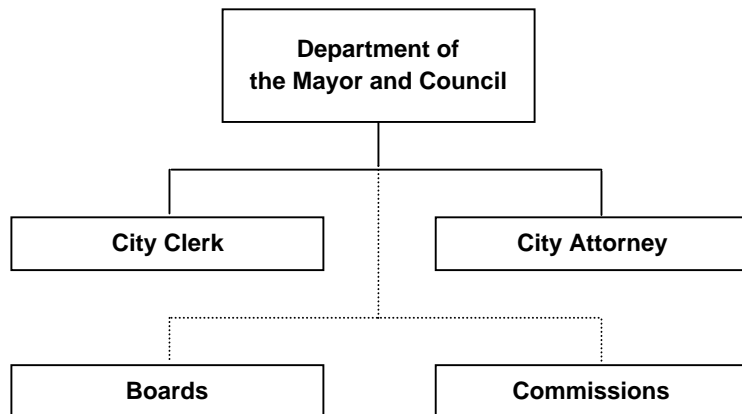 Department of
the Mayor and Council
City Clerk
City Attorney
Boards
Commissions